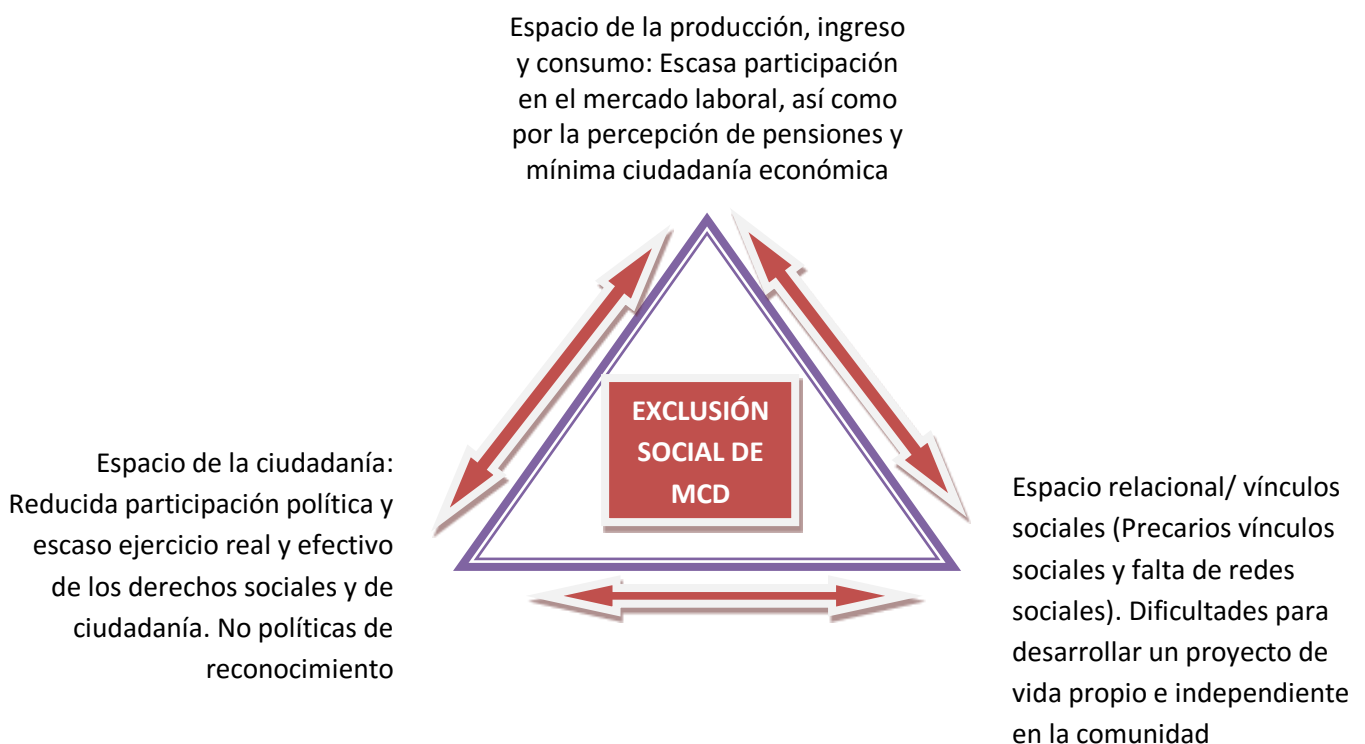 Espacio de la producción, ingreso
y consumo: Escasa participación
en el mercado laboral, así como
por la percepción de pensiones y
mínima ciudadanía económica
EXCLUSIÓN
SOCIAL DE
MCD
Espacio de la ciudadanía:
Reducida participación política y
escaso ejercicio real y efectivo
de los derechos sociales y de
ciudadanía. No políticas de
reconocimiento
Espacio relacional/ vínculos
sociales (Precarios vínculos
sociales y falta de redes
sociales). Dificultades para
desarrollar un proyecto de
vida propio e independiente
en la comunidad